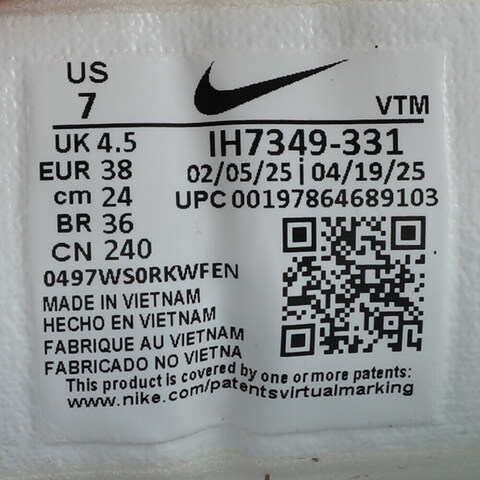 US
7
VTM
UK 4.5
IH7349-331
EUR 38
02/05/25 | 04/19/25
cm 24
UPC 00197864689103
BR 36
CN 240
0497WS0RKWFEN
MADE IN VIETNAM
HECHO EN VIETNAM
FABRIQUE AU VIETNAM
FABRICADO NO VIETNA
This product is covered by one or more patents:
www.nike.com/patentsvirtualmarking